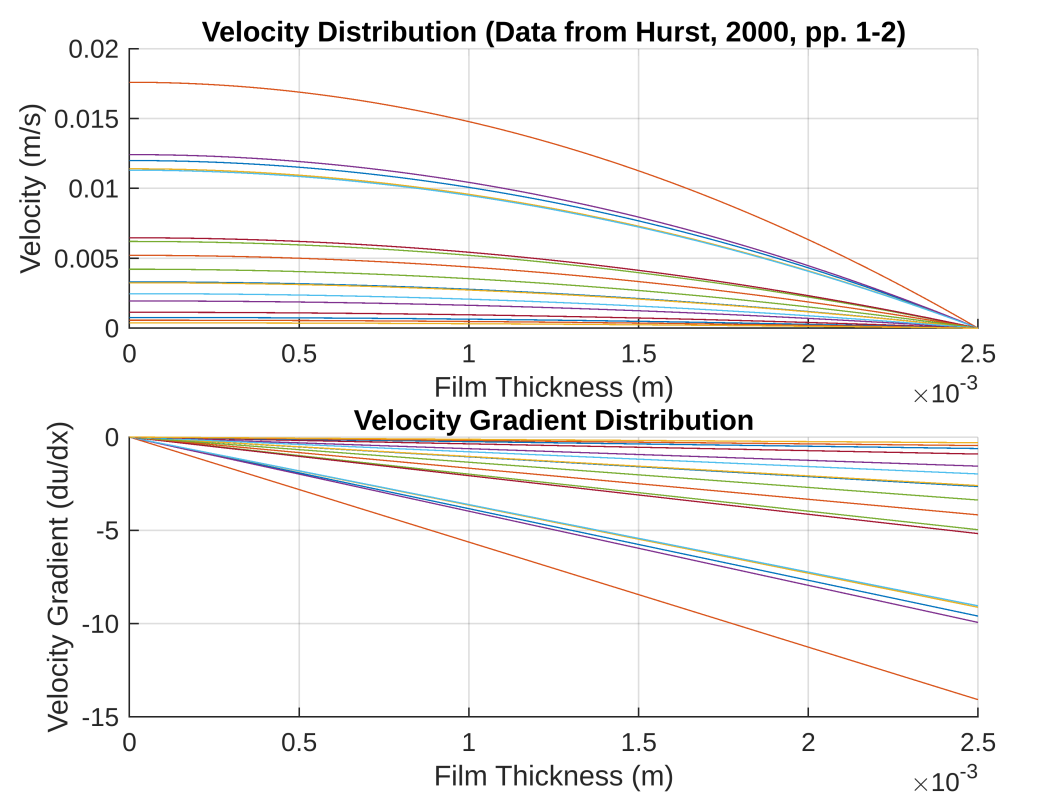 Velocity Distribution (Data from Hurst, 2000, pp. 1-2)
Velocity (m/s)
0.02
0.015
0.01
0.005
0
0 0.5 1 1.5 2 2.5
Film Thickness (m)
×10⁻³
Velocity Gradient Distribution
Velocity Gradient (du/dx)
0
-5
-10
-15
0 0.5 1 1.5 2 2.5
Film Thickness (m)
×10⁻³